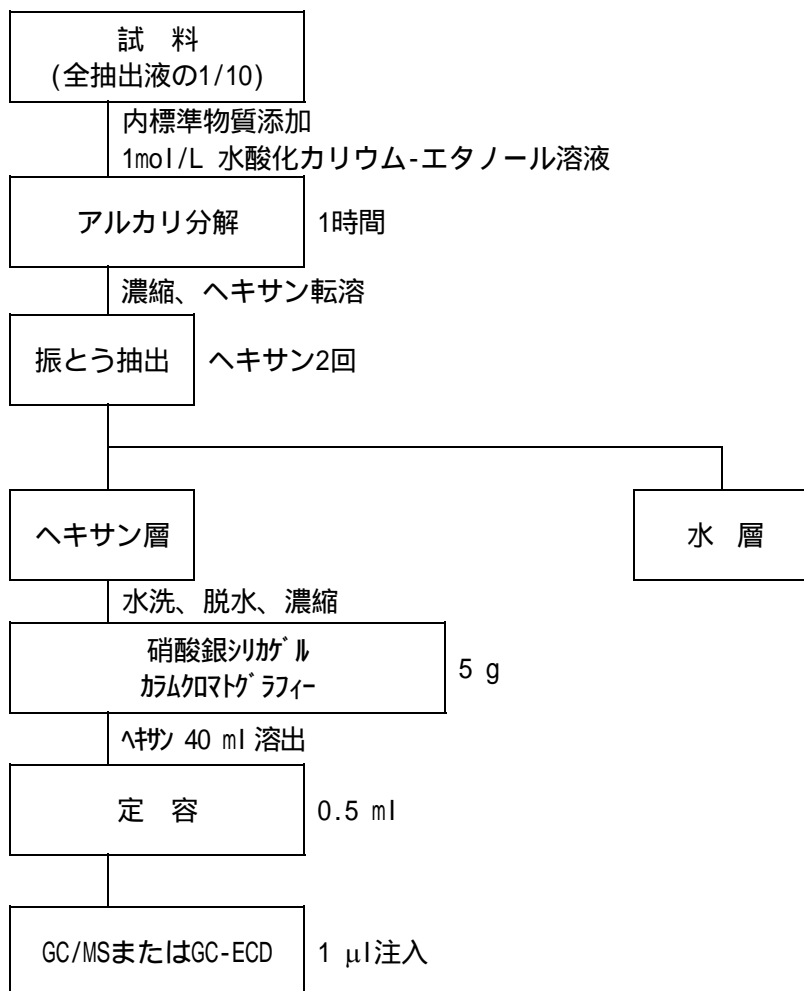 試 料
(全抽出液の1/10)
内標準物質添加
1mol/L 水酸化カリウム-エタノール溶液
アルカリ分解
1時間
濃縮、ヘキサン転溶
振とう抽出
ヘキサン2回
ヘキサン層
水 層
水洗、脱水、濃縮
硝酸銀ｼﾘｶｹﾞﾙ
ｶﾗﾑｸﾛﾏﾄｸﾞﾗﾌｨｰ
5 g
ﾍｷｻﾝ 40 ml 溶出
定 容
0.5 ml
GC/MSまたはGC-ECD
1 μl注入